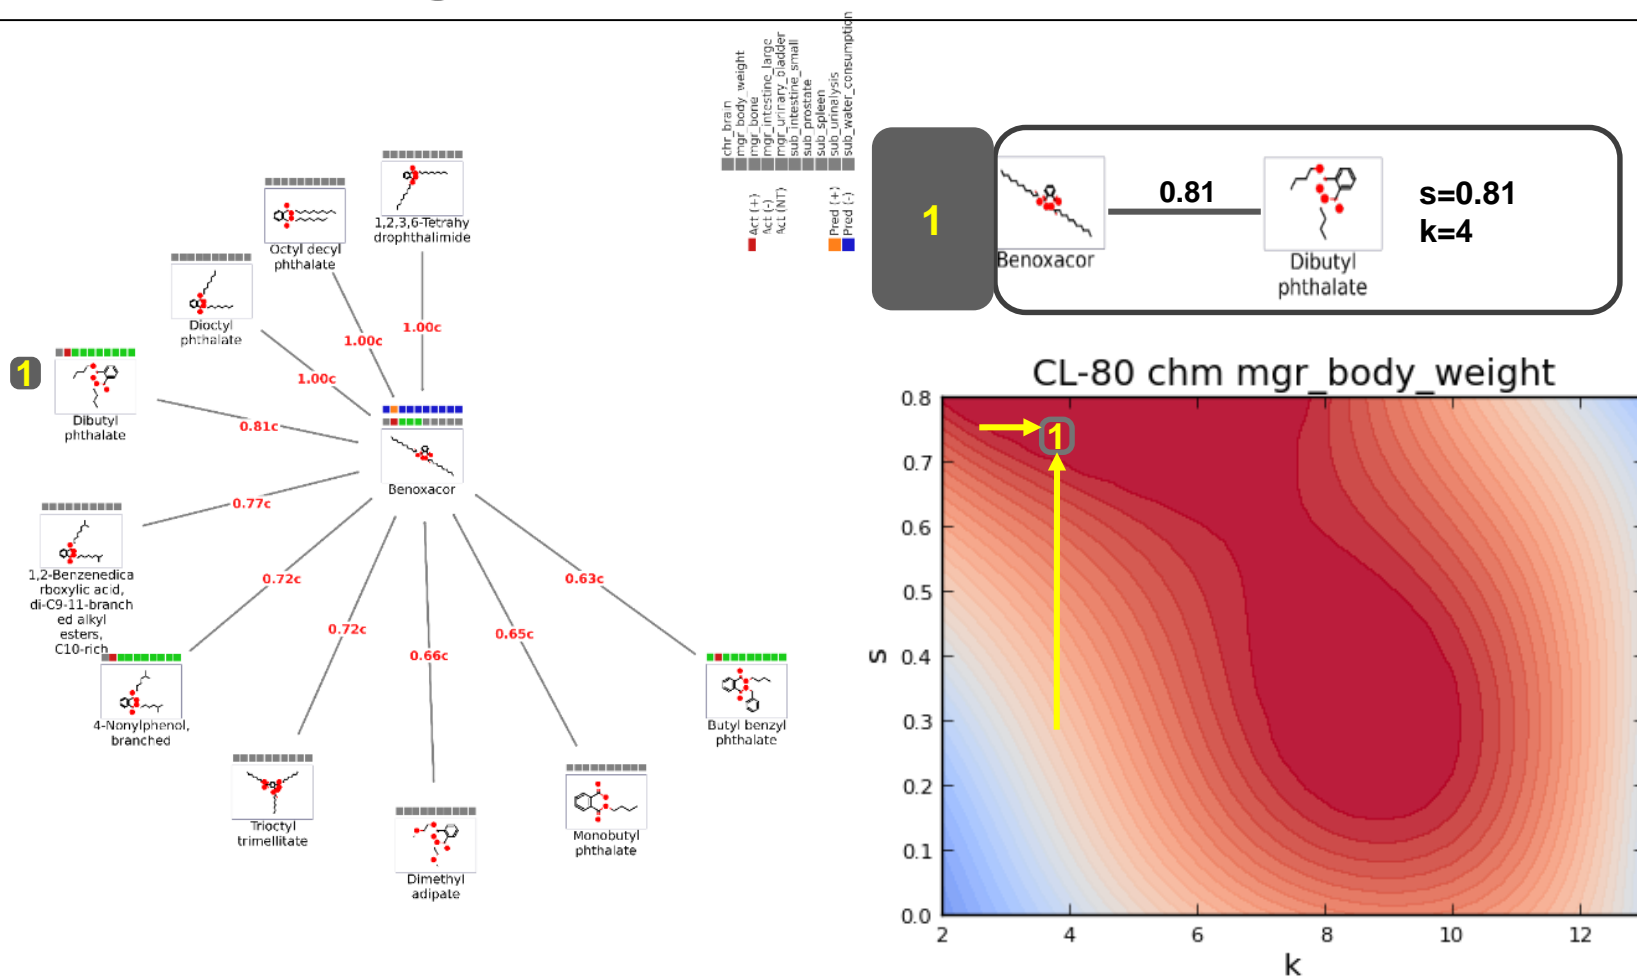 1,2,3,6-Tetrahy
drophthalimide
Octyl decyl
phthalate
Dioctyl
phthalate
1
Dibutyl
phthalate
1.00c
1.00c
1.00c
0.81c
Benoxacor
0.77c
1,2-Benzenedica
rboxylic acid,
di-C9-11-branch
ed alkyl
esters,
C10-rich
0.72c
0.72c
0.66c
0.65c
0.63c
4-Nonylphenol,
branched
Trioctyl
trimellitate
Dimethyl
adipate
Monobutyl
phthalate
Butyl benzyl
phthalate
chr_brain
mgr_body_weight
mgr_bone
mgr_intestine_large
mgr_urinary_bladder
sub_intestine_small
sub_prostate
sub_spleen
sub_urinalysis
sub_water_consumption
Act (+)
Act (-)
Act (NT)
Pred (+)
Pred (-)
1
Benoxacor
0.81
Dibutyl
phthalate
s=0.81
k=4
CL-80 chm mgr_body_weight
1
0.8
0.7
0.6
0.5
0.4
0.3
0.2
0.1
0.0
s
2 4 6 8 10 12
k